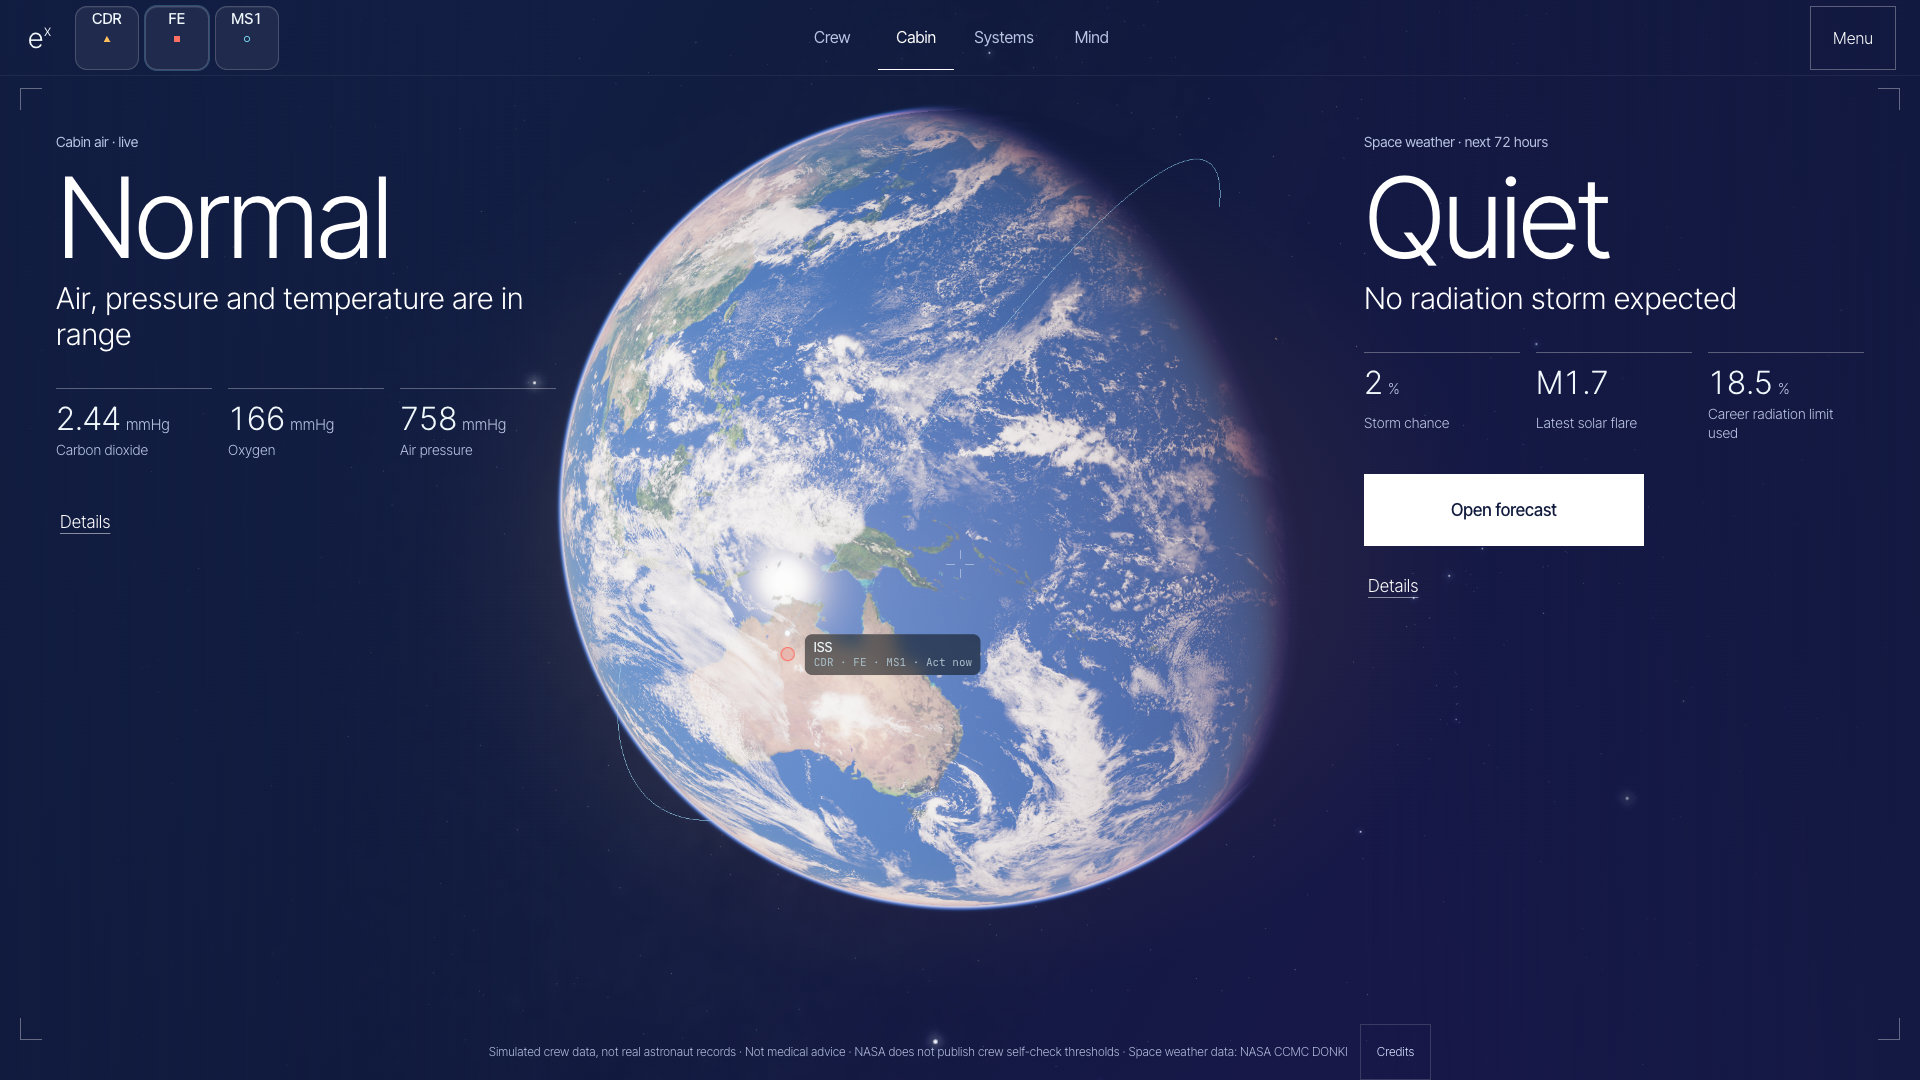 ex
CDR
FE
MS1
Crew
Cabin
Systems
Mind
Menu
Cabin air · live
Normal
Air, pressure and temperature are in
range
2.44 mmHg
Carbon dioxide
166 mmHg
Oxygen
758 mmHg
Air pressure
Details
Space weather · next 72 hours
Quiet
No radiation storm expected
2 %
Storm chance
M1.7
Latest solar flare
18.5 %
Career radiation limit
used
Open forecast
Details
ISS
CDR · FE · MS1 · Act now
Simulated crew data, not real astronaut records · Not medical advice · NASA does not publish crew self-check thresholds · Space weather data: NASA CCMC DONKI
Credits